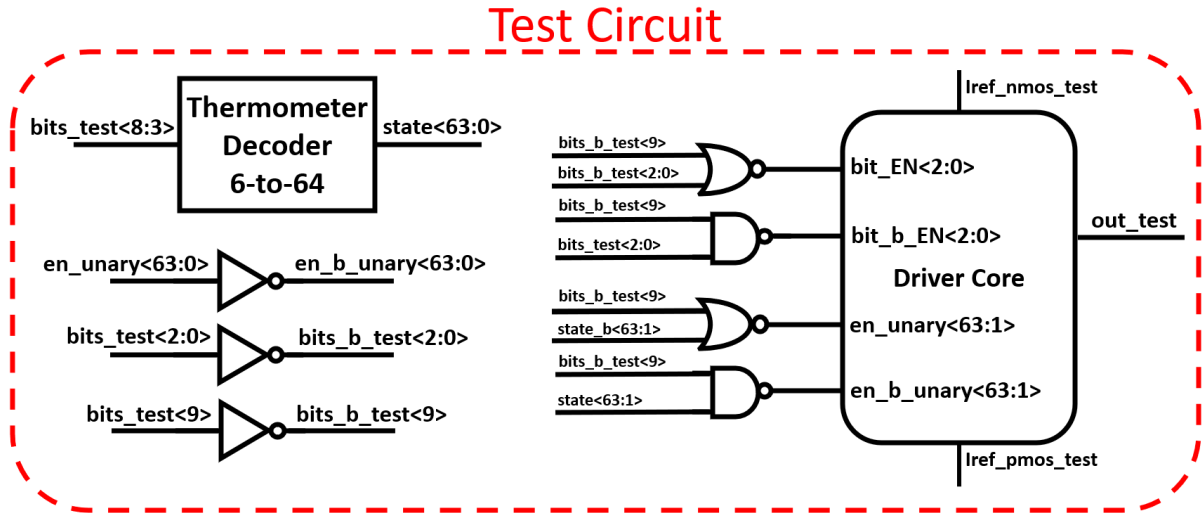 Test Circuit
bits_test<8:3>
Thermometer
Decoder
6-to-64
state<63:0>
en_unary<63:0>
en_b_unary<63:0>
bits_test<2:0>
bits_b_test<2:0>
bits_test<9>
bits_b_test<9>
bits_b_test<9>
bits_b_test<2:0>
bits_b_test<9>
bits_test<2:0>
bits_b_test<9>
state_b<63:1>
bits_b_test<9>
state<63:1>
Iref_nmos_test
bit_EN<2:0>
bit_b_EN<2:0>
Driver Core
en_unary<63:1>
en_b_unary<63:1>
out_test
Iref_pmos_test